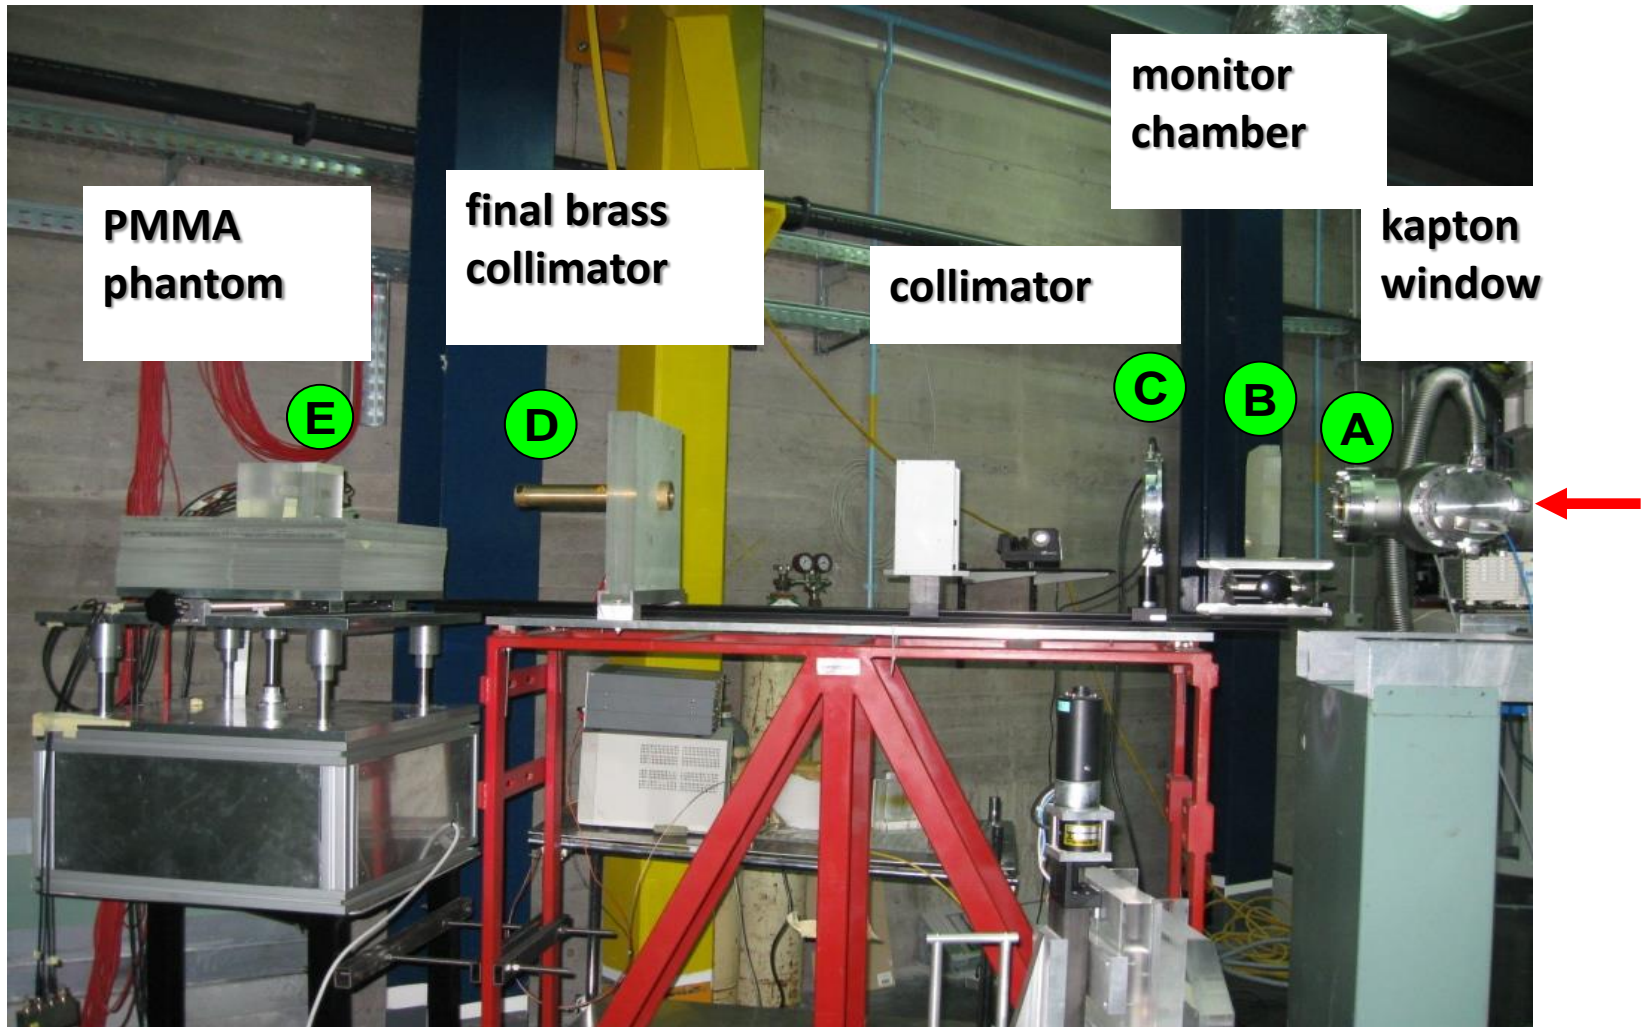 monitor
chamber
PMMA
phantom
final brass
collimator
collimator
kapton
window
E
D
C
B
A